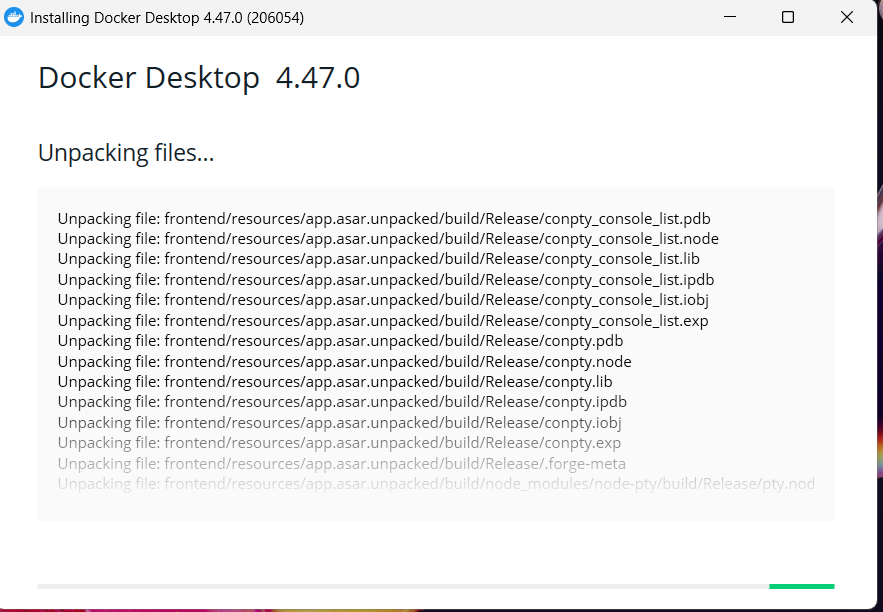 Installing Docker Desktop 4.47.0 (206054)
Docker Desktop 4.47.0
Unpacking files...
Unpacking file: frontend/resources/app.asar.unpacked/build/Release/conpty_console_list.pdb
Unpacking file: frontend/resources/app.asar.unpacked/build/Release/conpty_console_list.node
Unpacking file: frontend/resources/app.asar.unpacked/build/Release/conpty_console_list.lib
Unpacking file: frontend/resources/app.asar.unpacked/build/Release/conpty_console_list.ipdb
Unpacking file: frontend/resources/app.asar.unpacked/build/Release/conpty_console_list.iobj
Unpacking file: frontend/resources/app.asar.unpacked/build/Release/conpty_console_list.exp
Unpacking file: frontend/resources/app.asar.unpacked/build/Release/conpty.pdb
Unpacking file: frontend/resources/app.asar.unpacked/build/Release/conpty.node
Unpacking file: frontend/resources/app.asar.unpacked/build/Release/conpty.lib
Unpacking file: frontend/resources/app.asar.unpacked/build/Release/conpty.ipdb
Unpacking file: frontend/resources/app.asar.unpacked/build/Release/conpty.iobj
Unpacking file: frontend/resources/app.asar.unpacked/build/Release/conpty.exp
Unpacking file: frontend/resources/app.asar.unpacked/build/Release/.forge-meta
Unpacking file: frontend/resources/app.asar.unpacked/build/node_modules/node-pty/build/Release/pty.nod